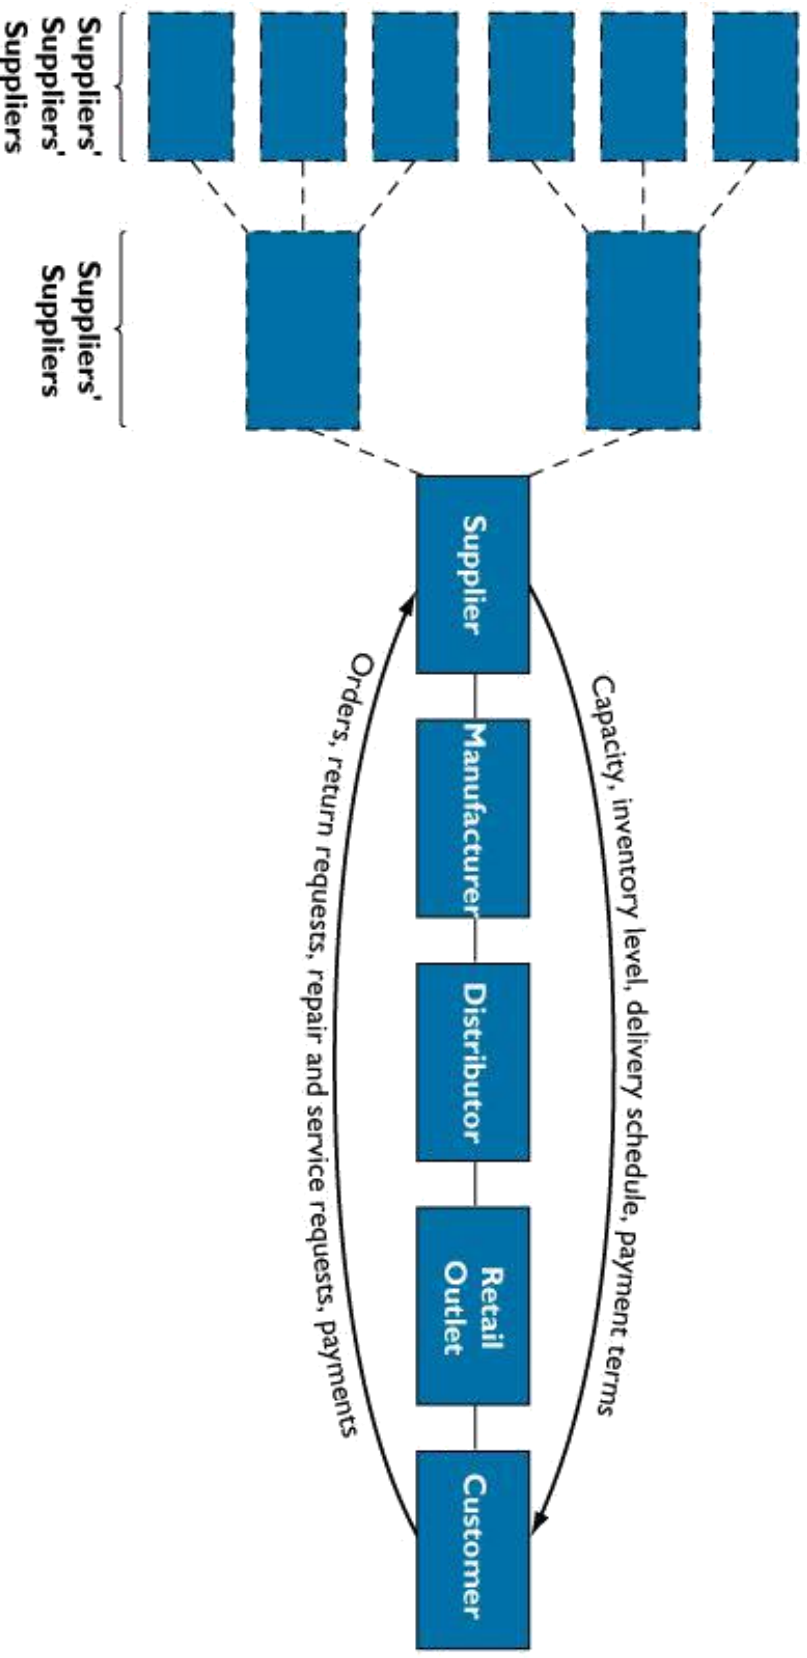 Capacity, inventory level, delivery schedule, payment terms
Supplier
Manufacturer
Distributor
Retail
Outlet
Customer
Orders, return requests, repair and service requests, payments
Suppliers'
Suppliers'
Suppliers
Suppliers'
Suppliers